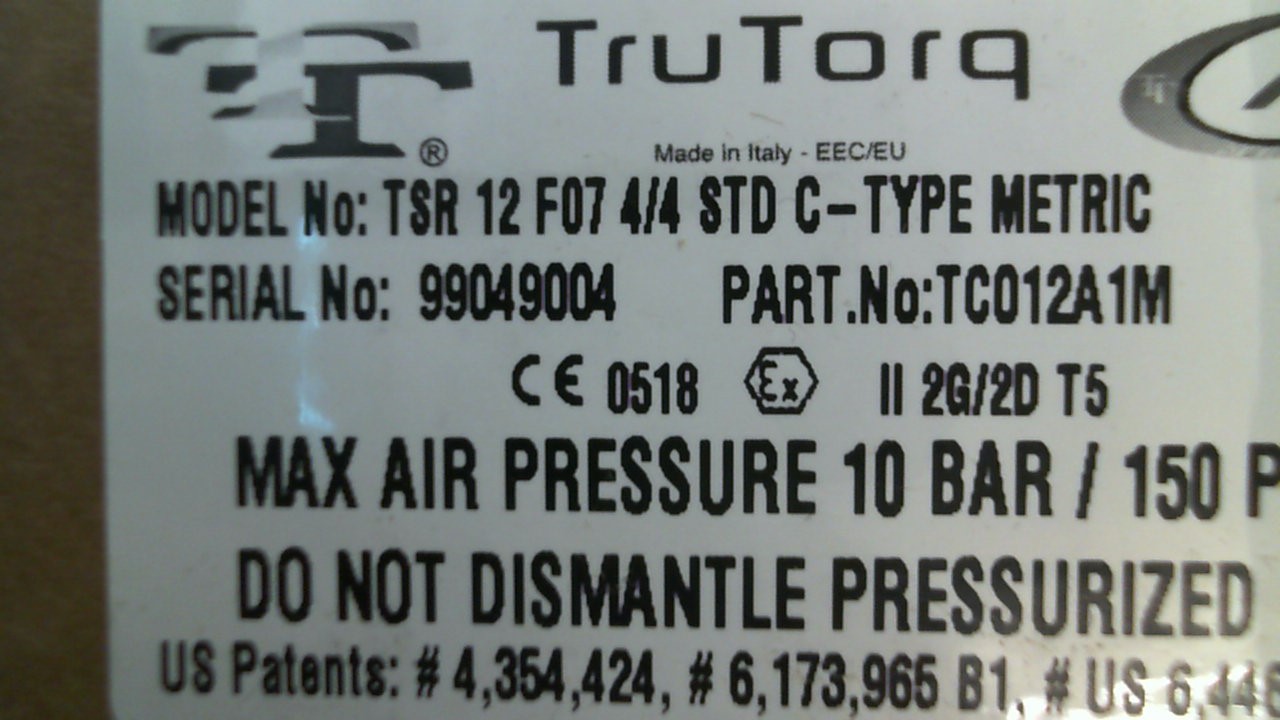 TruTorq
®
Made in Italy - EEC/EU
MODEL No: TSR 12 F07 4/4 STD C-TYPE METRIC
SERIAL No: 99049004 PART.No:TC012A1M
CE 0518 Ex II 2G/2D T5
MAX AIR PRESSURE 10 BAR / 150 P
DO NOT DISMANTLE PRESSURIZED
US Patents: # 4,354,424, # 6,173,965 B1, # US 6,446